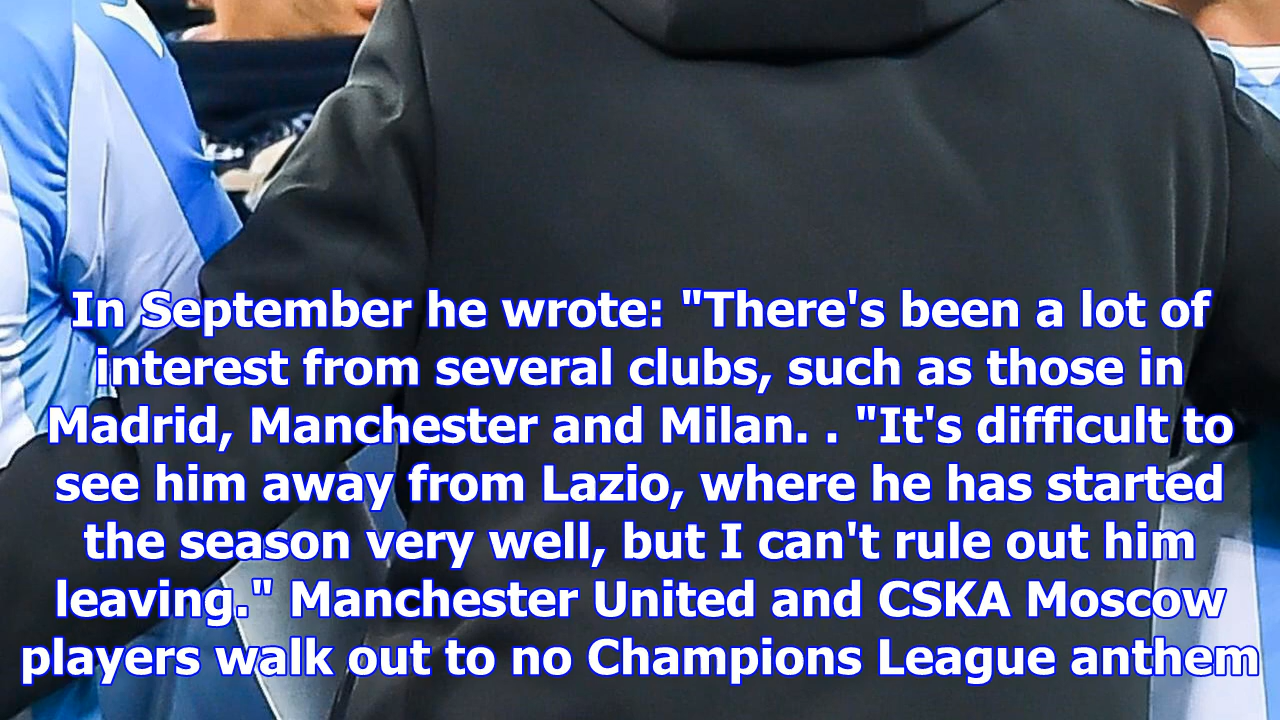 In September he wrote: "There's been a lot of
interest from several clubs, such as those in
Madrid, Manchester and Milan. . "It's difficult to
see him away from Lazio, where he has started
the season very well, but I can't rule out him
leaving." Manchester United and CSKA Moscow
players walk out to no Champions League anthem